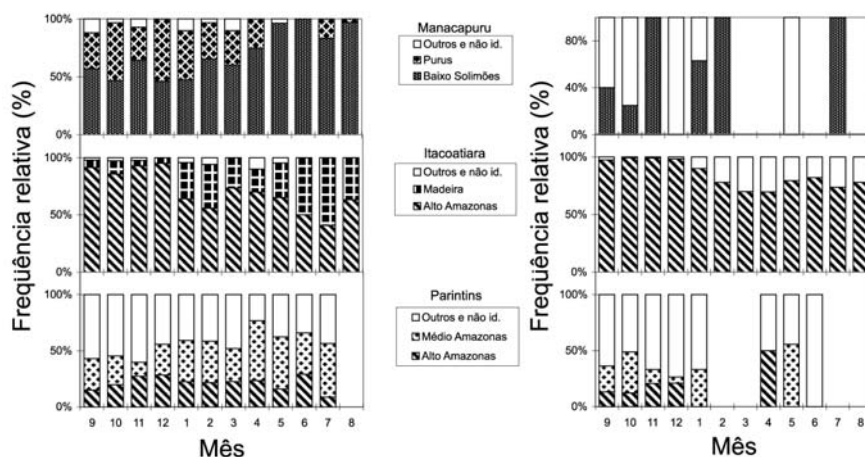 Freqüência relativa (%)
100%
50%
0%
100%
50%
0%
100%
50%
0%
9 10 11 12 1 2 3 4 5 6 7 8
Mês
Manacapuru
Outros e não id.
Purus
Baixo Solimões
Itacoatiara
Outros e não id.
Madeira
Alto Amazonas
Parintins
Outros e não id.
Médio Amazonas
Alto Amazonas
Freqüência relativa (%)
80%
40%
0%
100%
50%
0%
100%
50%
0%
9 10 11 12 1 2 3 4 5 6 7 8
Mês